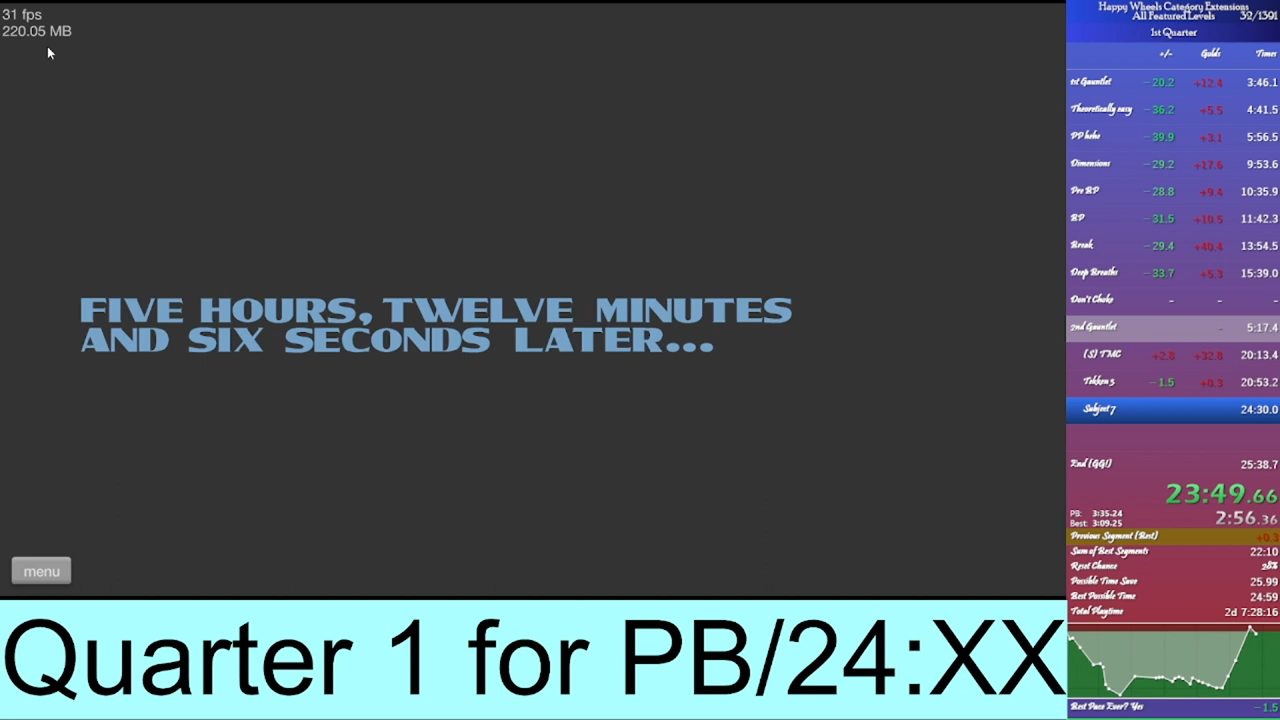 31 fps
220.05 MB
FIVE HOURS, TWELVE MINUTES
AND SIX SECONDS LATER...
menu
Quarter 1 for PB/24:XX
Happy Wheels Category Extensions
All Featured Levels 32/1391
1st Quarter
+/- Golds Times
1st Gauntlet -20.2 +12.4 3:46.1
Theoretically easy -36.2 +5.5 4:41.5
PP hehe -39.9 +3.1 5:56.5
Dimensions -29.2 +17.6 9:53.6
Pre BP -28.8 +9.4 10:35.9
BP -31.5 +10.5 11:42.3
Break -29.4 +40.4 13:54.5
Deep Breaths -33.7 +5.3 15:39.0
Don't Choke - - -
2nd Gauntlet - 5:17.4
(S) TMC +2.8 +32.8 20:13.4
Tekken 5 -1.5 +0.3 20:53.2
Subject 7 24:30.0
End (GG!) 25:38.7
23:49.66
PB: 3:35.24
Best: 3:09.25
2:56.36
Previous Segment (Best) +0.3
Sum of Best Segments 22:10
Reset Chance 28%
Possible Time Save 25.99
Best Possible Time 24:59
Total Playtime 2d 7:28:16
Best Pace Ever? Yes -1.5